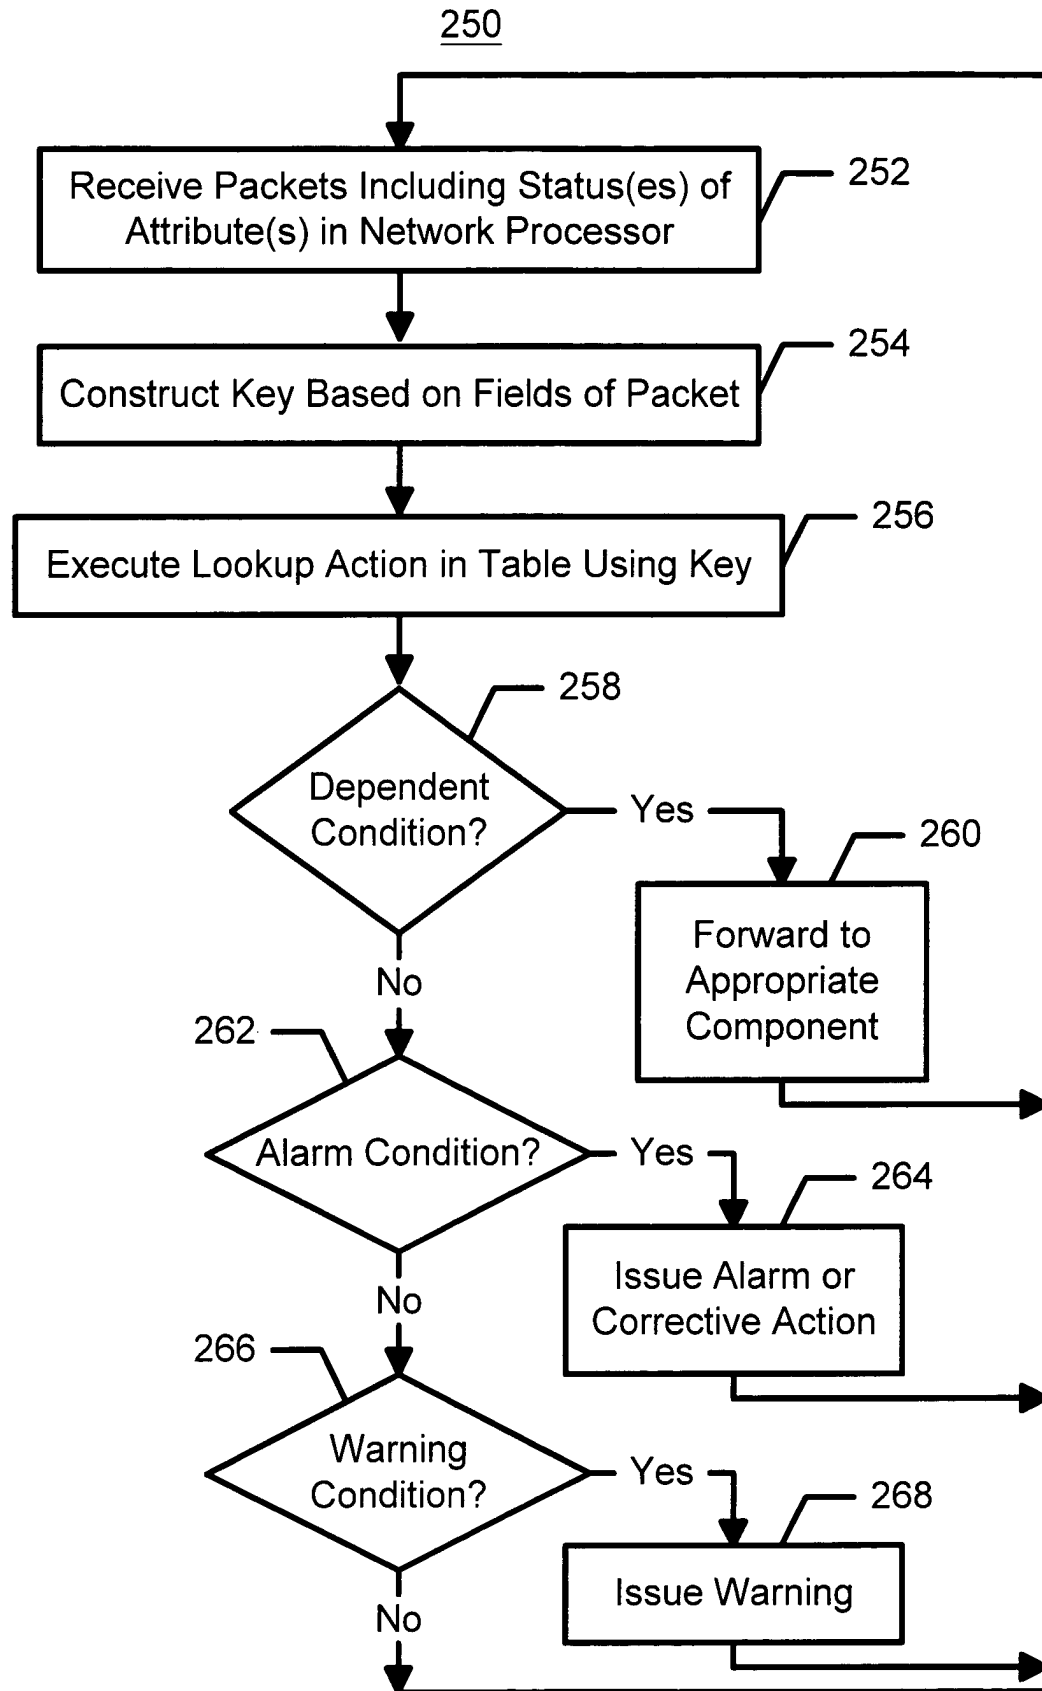 250
Receive Packets Including Status(es) of
Attribute(s) in Network Processor
252
Construct Key Based on Fields of Packet
254
Execute Lookup Action in Table Using Key
256
258
Dependent
Condition?
Yes
260
Forward to
Appropriate
Component
No
262
Alarm Condition?
Yes
264
Issue Alarm or
Corrective Action
No
266
Warning
Condition?
Yes
268
Issue Warning
No